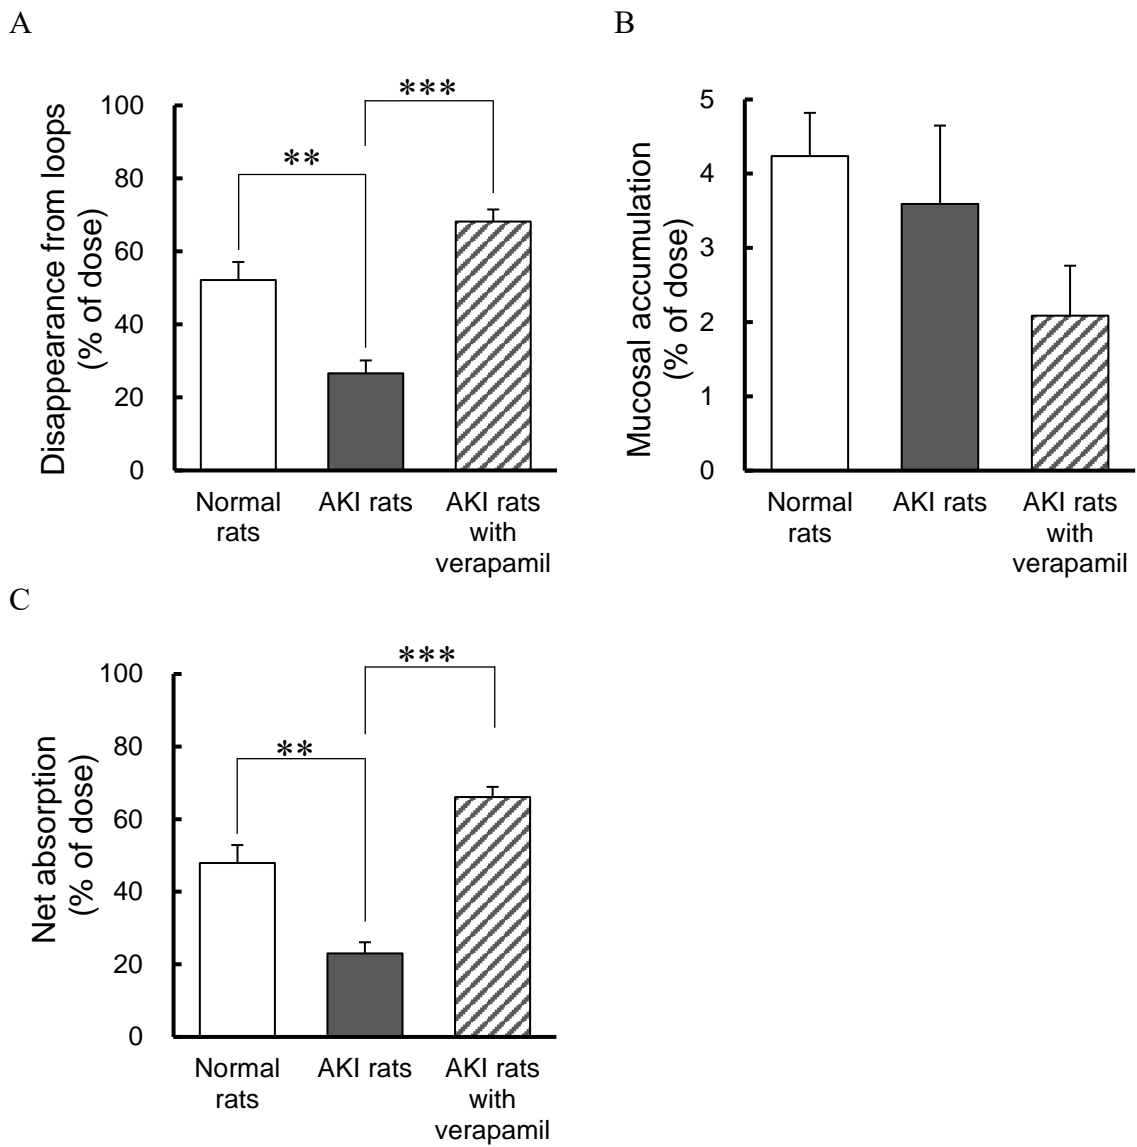 A
Disappearance from loops
(% of dose)
100
80
60
40
20
0
**
***
Normal
rats
AKI rats
AKI rats
with
verapamil
B
Mucosal accumulation
(% of dose)
5
4
3
2
1
0
Normal
rats
AKI rats
AKI rats
with
verapamil
C
Net absorption
(% of dose)
100
80
60
40
20
0
**
***
Normal
rats
AKI rats
AKI rats
with
verapamil